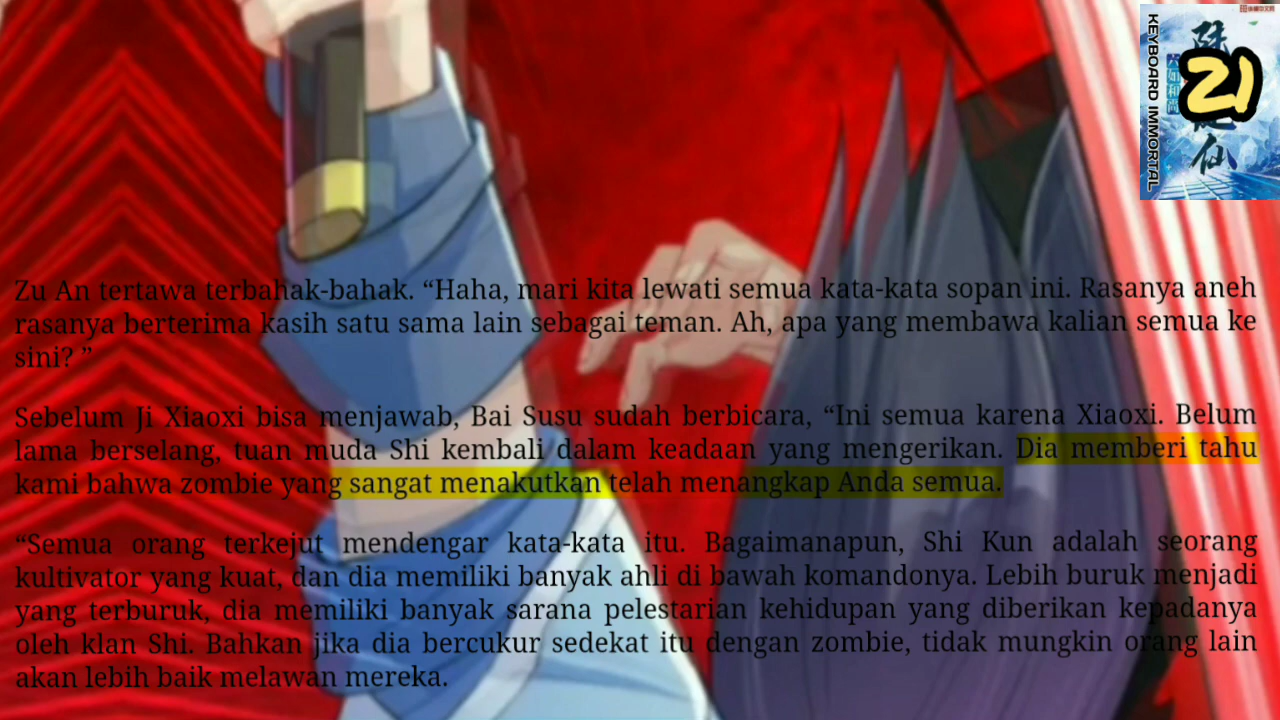 KEYBOARD IMMORTAL
21
仙
Zu An tertawa terbahak-bahak. “Haha, mari kita lewati semua kata-kata sopan ini. Rasanya aneh
rasanya berterima kasih satu sama lain sebagai teman. Ah, apa yang membawa kalian semua ke
sini? ”
Sebelum Ji Xiaoxi bisa menjawab, Bai Susu sudah berbicara, “Ini semua karena Xiaoxi. Belum
lama berselang, tuan muda Shi kembali dalam keadaan yang mengerikan. Dia memberi tahu
kami bahwa zombie yang sangat menakutkan telah menangkap Anda semua.
“Semua orang terkejut mendengar kata-kata itu. Bagaimanapun, Shi Kun adalah seorang
kultivator yang kuat, dan dia memiliki banyak ahli di bawah komandonya. Lebih buruk menjadi
yang terburuk, dia memiliki banyak sarana pelestarian kehidupan yang diberikan kepadanya
oleh klan Shi. Bahkan jika dia bercukur sedekat itu dengan zombie, tidak mungkin orang lain
akan lebih baik melawan mereka.